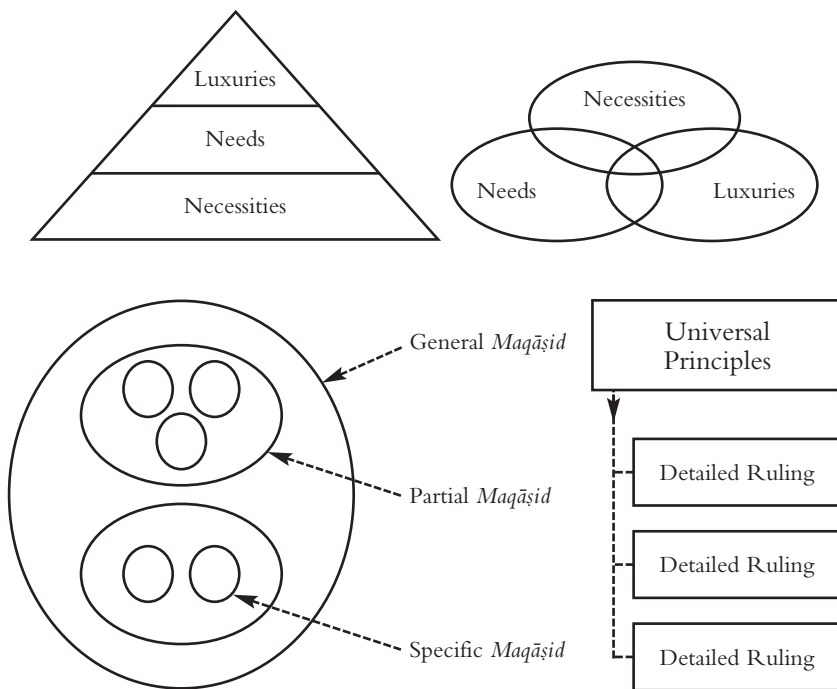 Luxuries
Needs
Necessities
Necessities
Needs
Luxuries
General Maqāṣid
Partial Maqāṣid
Specific Maqāṣid
Universal
Principles
Detailed Ruling
Detailed Ruling
Detailed Ruling